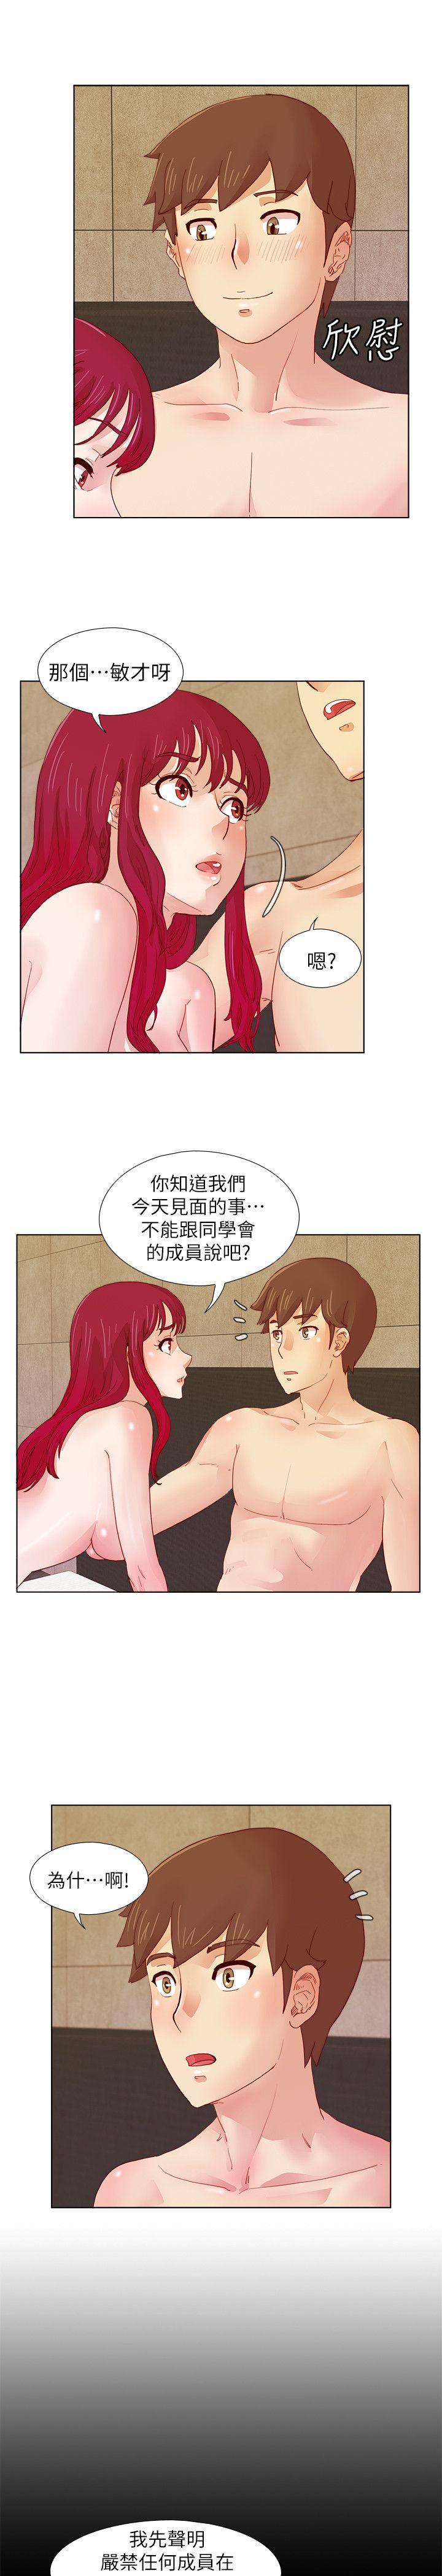 欣慰
那個…敏才呀
嗯?
你知道我們
今天見面的事…
不能跟同學會
的成員說吧?
為什…啊!
我先聲明
嚴禁任何成員在